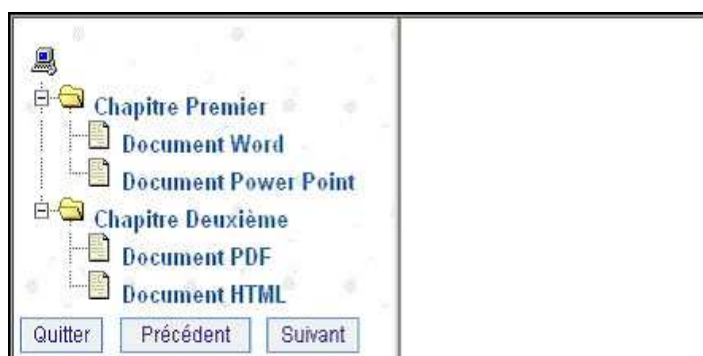 Chapitre Premier
Document Word
Document Power Point
Chapitre Deuxième
Document PDF
Document HTML
Quitter Précédent Suivant